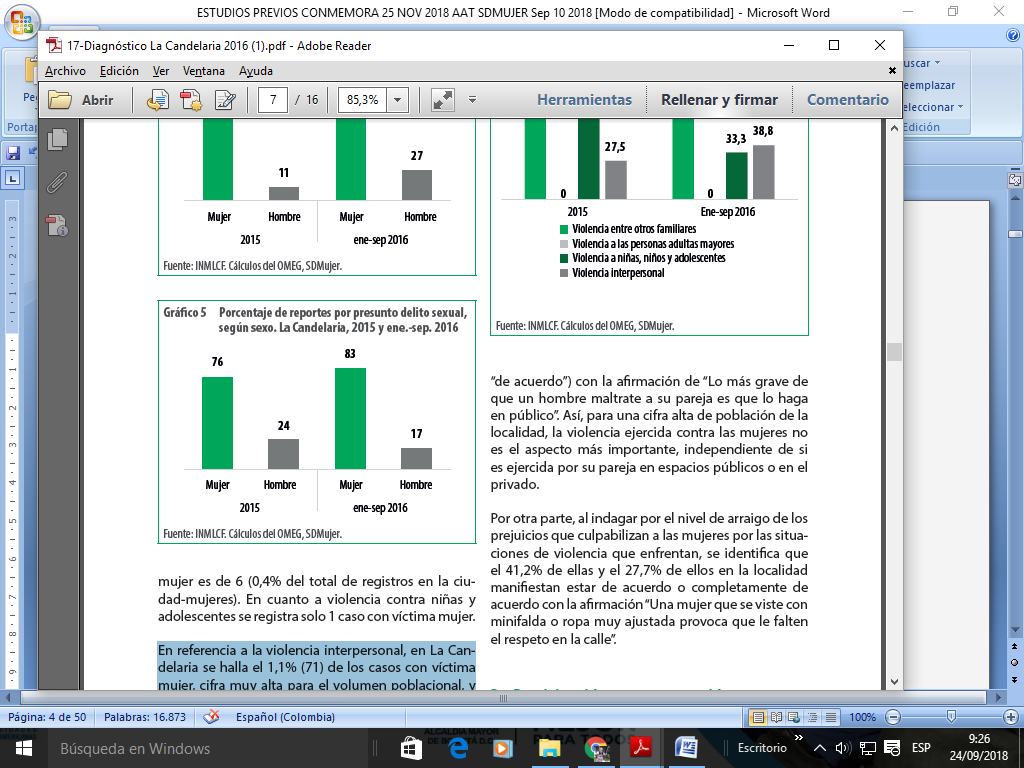 ESTUDIOS PREVIOS CONMEMORA 25 NOV 2018 AAT SDMUJER Sep 10 2018 [Modo de compatibilidad] - Microsoft Word
17-Diagnóstico La Candelaria 2016 (1).pdf - Adobe Reader
Archivo Edición Ver Ventana Ayuda
Abrir 7 / 16 85,3% Herramientas Rellenar y firmar Comentario
11
27
Mujer Hombre Mujer Hombre
2015 ene-sep 2016
Fuente: INMLCF. Cálculos del OMEG, SDMujer.
Gráfico 5 Porcentaje de reportes por presunto delito sexual,
según sexo. La Candelaria, 2015 y ene.-sep. 2016
76
24
83
17
Mujer Hombre Mujer Hombre
2015 ene-sep 2016
Fuente: INMLCF. Cálculos del OMEG, SDMujer.
mujer es de 6 (0,4% del total de registros en la ciu-
dad-mujeres). En cuanto a violencia contra niñas y
adolescentes se registra solo 1 caso con víctima mujer.
En referencia a la violencia interpersonal, en La Can-
delaria se halla el 1,1% (71) de los casos con víctima
mujer, cifra muy alta para el volumen poblacional, y
0
27,5
0
33,3
38,8
2015 Ene-sep 2016
Violencia entre otros familiares
Violencia a las personas adultas mayores
Violencia a niñas, niños y adolescentes
Violencia interpersonal
Fuente: INMLCF. Cálculos del OMEG, SDMujer.
“de acuerdo”) con la afirmación de “Lo más grave de
que un hombre maltrate a su pareja es que lo haga
en público”. Así, para una cifra alta de población de la
localidad, la violencia ejercida contra las mujeres no
es el aspecto más importante, independiente de si
es ejercida por su pareja en espacios públicos o en el
privado.
Por otra parte, al indagar por el nivel de arraigo de los
prejuicios que culpabilizan a las mujeres por las situa-
ciones de violencia que enfrentan, se identifica que
el 41,2% de ellas y el 27,7% de ellos en la localidad
manifiestan estar de acuerdo o completamente de
acuerdo con la afirmación “Una mujer que se viste con
minifalda o ropa muy ajustada provoca que le falten
el respeto en la calle”.
Pe
Portap
uscar
eemplazar
eleccionar
Edición
Página: 4 de 50 Palabras: 16.873 Español (Colombia) 100%
Búsqueda en Windows
Escritorio ESP
9:26
24/09/2018